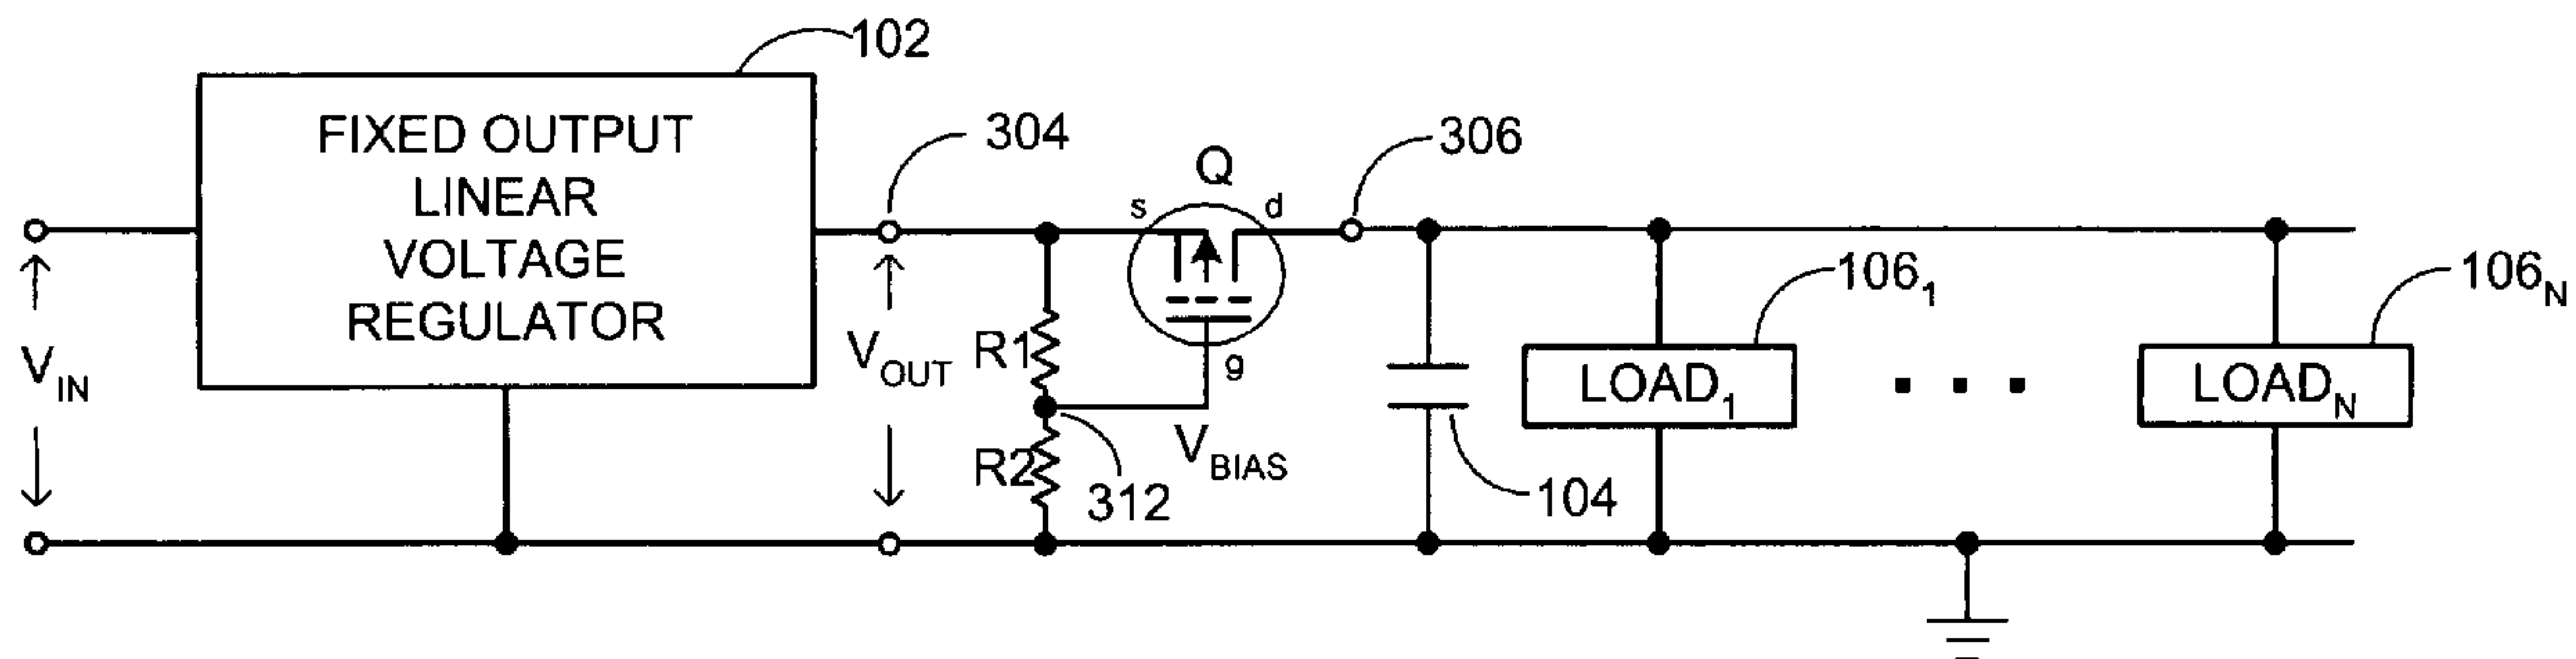 102
FIXED OUTPUT
LINEAR
VOLTAGE
REGULATOR
V_IN
304
V_OUT
R1
R2
312
Q
s
d
g
V_BIAS
306
104
106_1
LOAD_1
. . .
106_N
LOAD_N